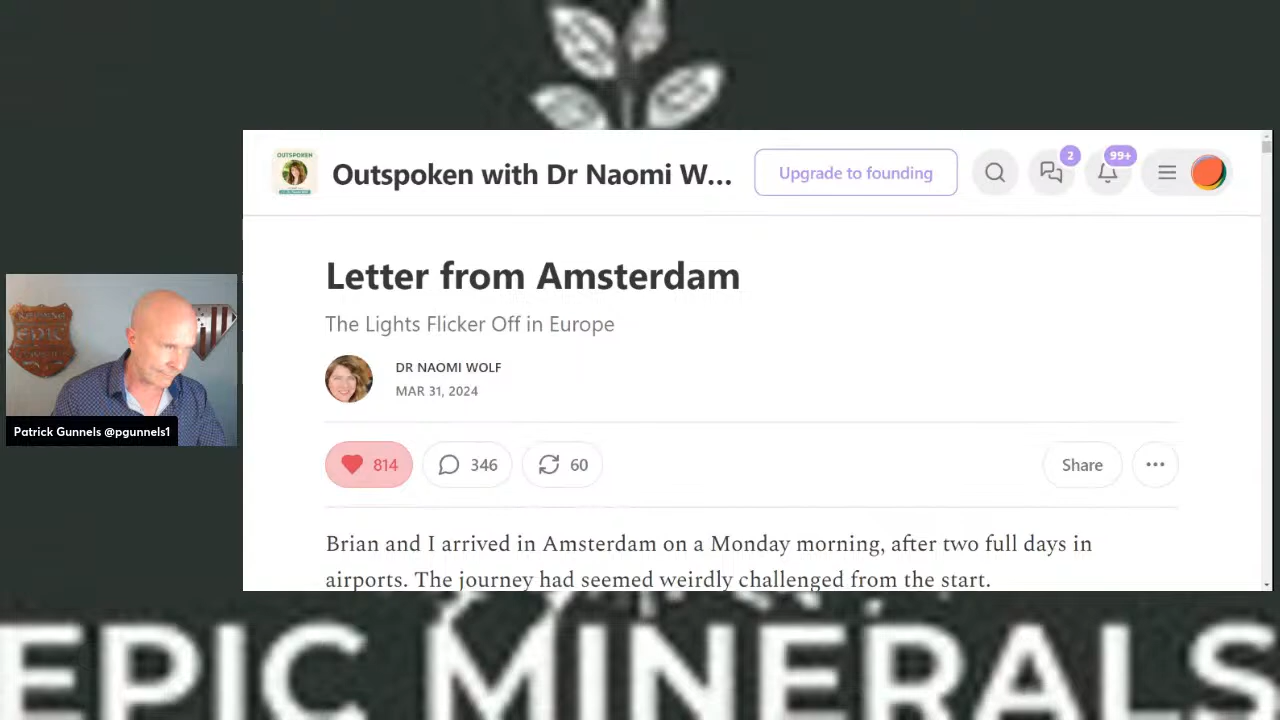 OUTSPOKEN
Outspoken with Dr Naomi W...
Upgrade to founding
2
99+
Letter from Amsterdam
The Lights Flicker Off in Europe
DR NAOMI WOLF
MAR 31, 2024
814
346
60
Share
Brian and I arrived in Amsterdam on a Monday morning, after two full days in
airports. The journey had seemed weirdly challenged from the start.
EPIC
Patrick Gunnels @pgunnels1
EPIC MINERALS